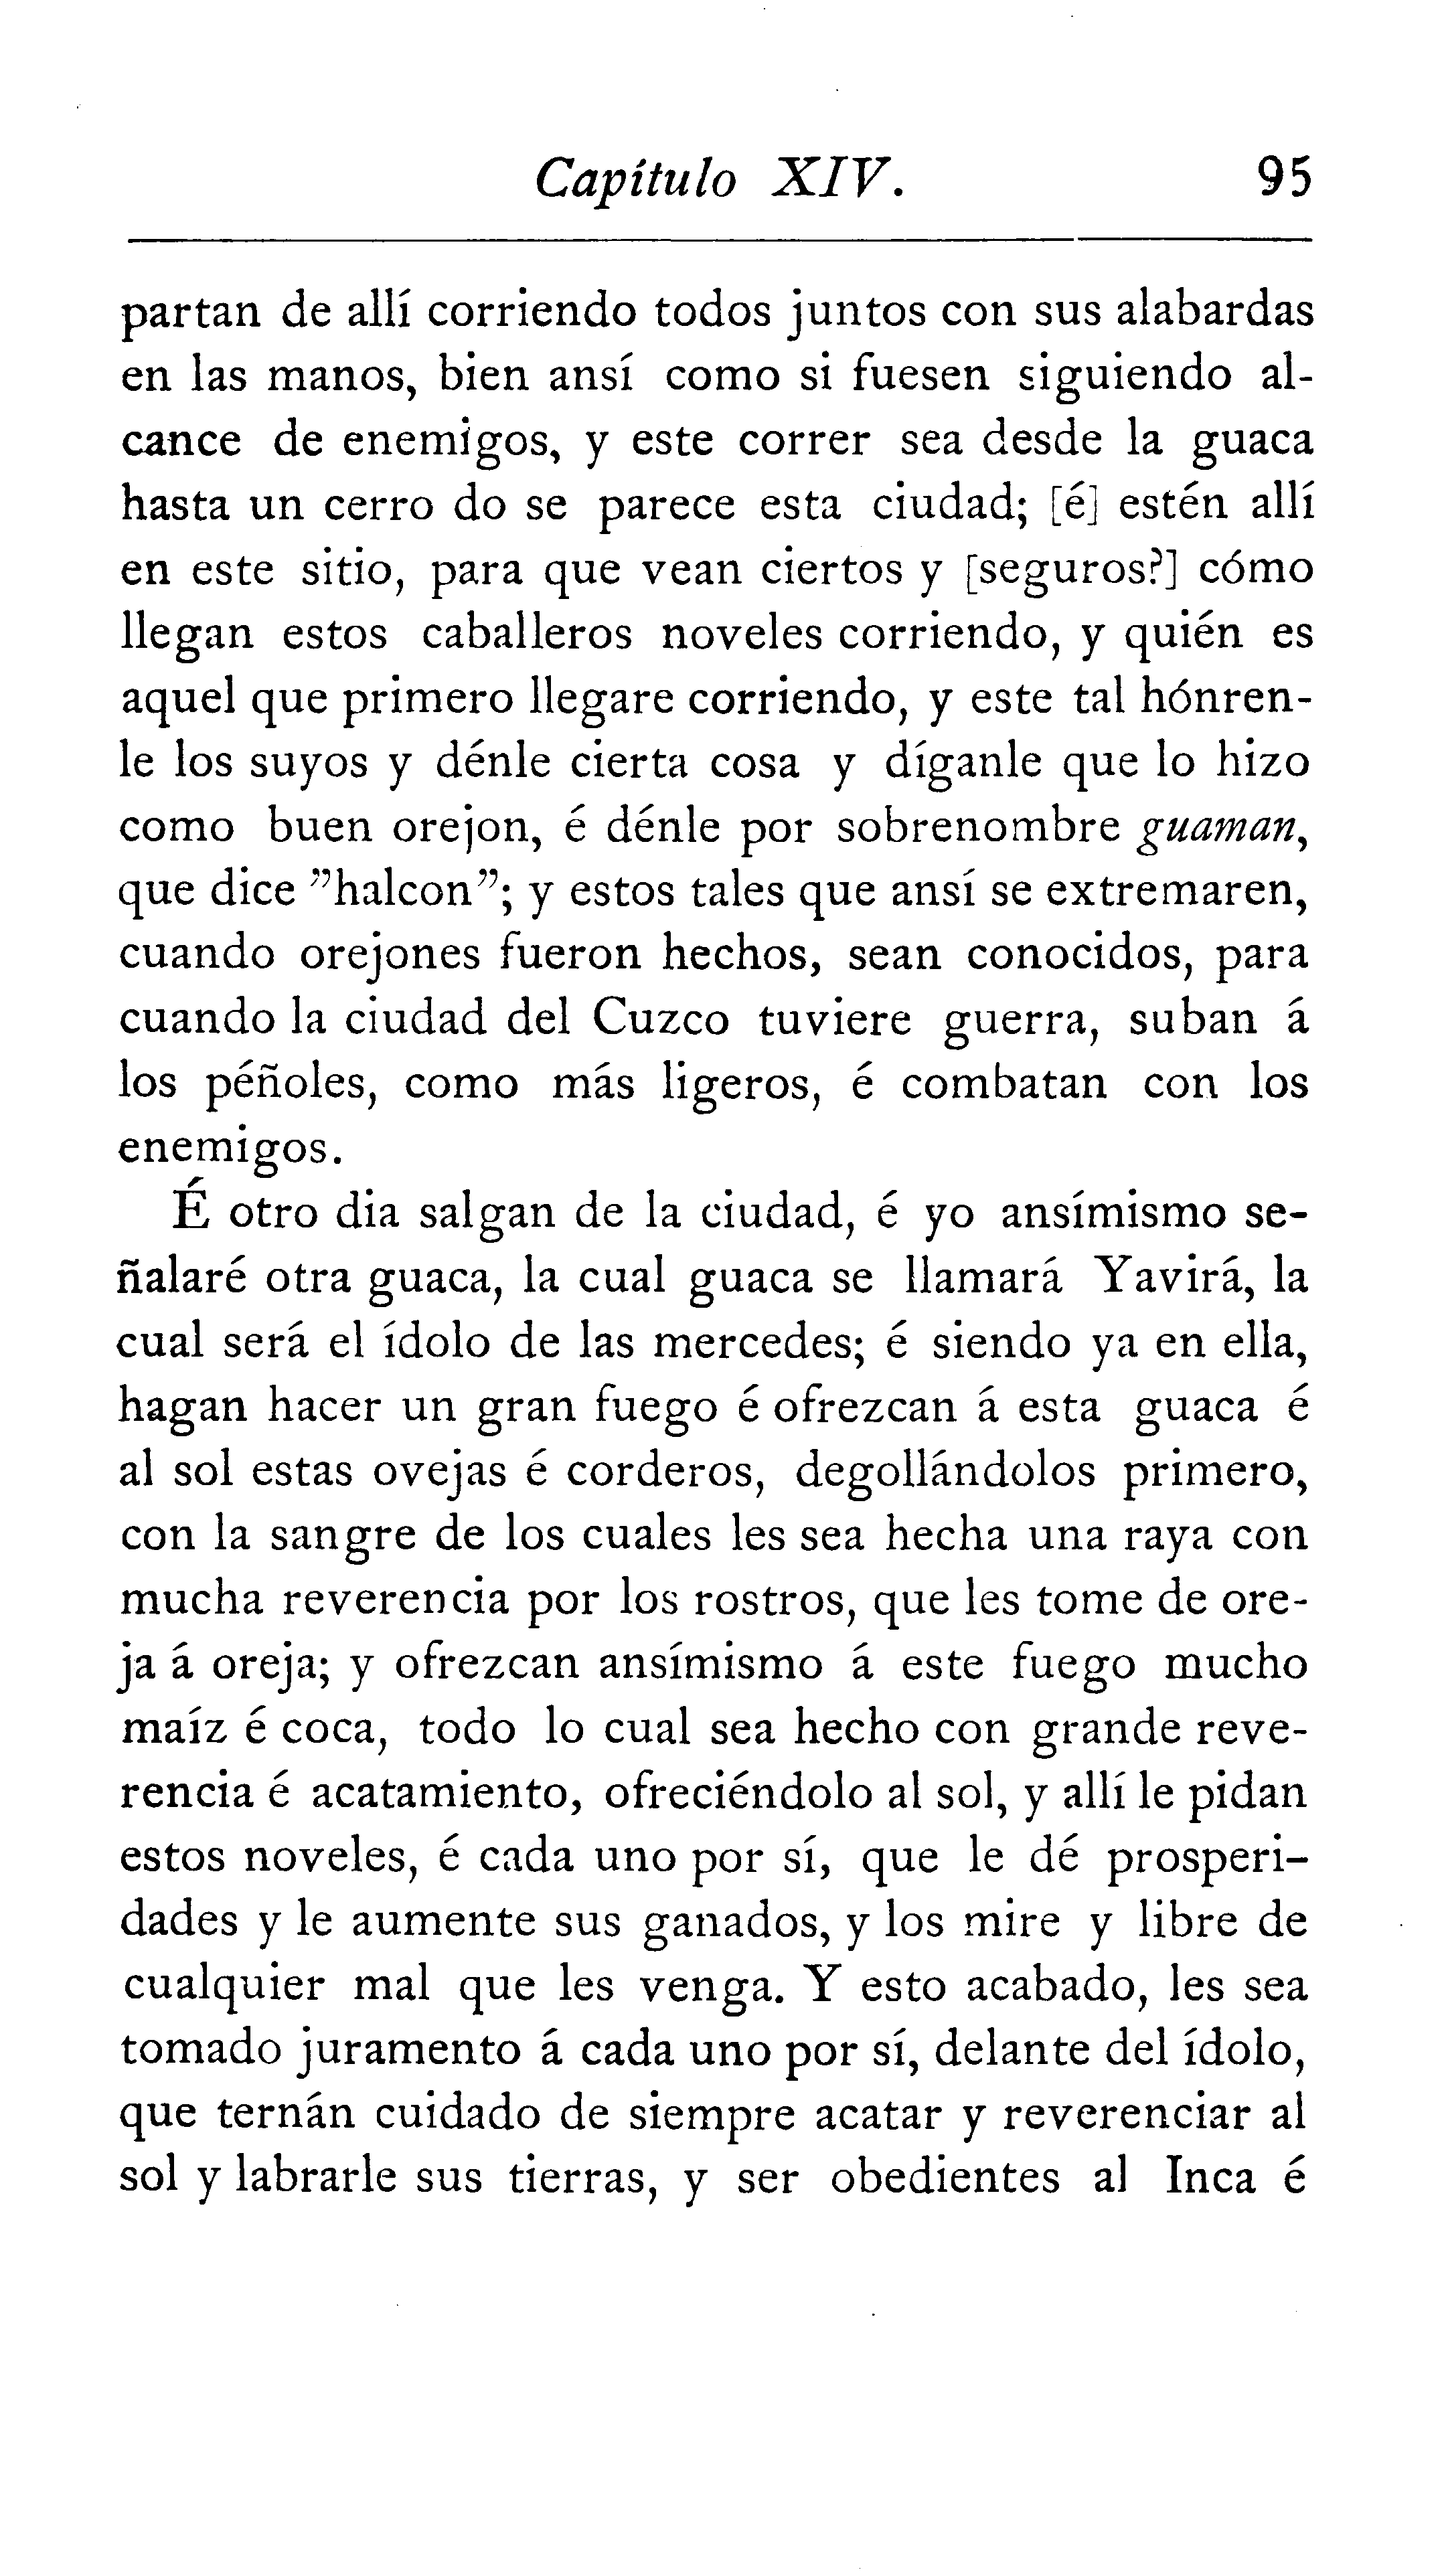 Capítulo XIV. 95
partan de allí corriendo todos juntos con sus alabardas
en las manos, bien ansí como si fuesen siguiendo al-
cance de enemigos, y este correr sea desde la guaca
hasta un cerro do se parece esta ciudad; [é] estén allí
en este sitio, para que vean ciertos y [seguros?] cómo
llegan estos caballeros noveles corriendo, y quién es
aquel que primero llegare corriendo, y este tal hónren-
le los suyos y dénle cierta cosa y díganle que lo hizo
como buen orejon, é dénle por sobrenombre guaman,
que dice ”halcon”; y estos tales que ansí se extremaren,
cuando orejones fueron hechos, sean conocidos, para
cuando la ciudad del Cuzco tuviere guerra, suban á
los péñoles, como más ligeros, é combatan con los
enemigos.
É otro dia salgan de la ciudad, é yo ansímismo se-
ñalaré otra guaca, la cual guaca se llamará Yavirá, la
cual será el ídolo de las mercedes; é siendo ya en ella,
hagan hacer un gran fuego é ofrezcan á esta guaca é
al sol estas ovejas é corderos, degollándolos primero,
con la sangre de los cuales les sea hecha una raya con
mucha reverencia por los rostros, que les tome de ore-
ja á oreja; y ofrezcan ansímismo á este fuego mucho
maíz é coca, todo lo cual sea hecho con grande reve-
rencia é acatamiento, ofreciéndolo al sol, y allí le pidan
estos noveles, é cada uno por sí, que le dé prosperi-
dades y le aumente sus ganados, y los mire y libre de
cualquier mal que les venga. Y esto acabado, les sea
tomado juramento á cada uno por sí, delante del ídolo,
que ternán cuidado de siempre acatar y reverenciar al
sol y labrarle sus tierras, y ser obedientes al Inca é